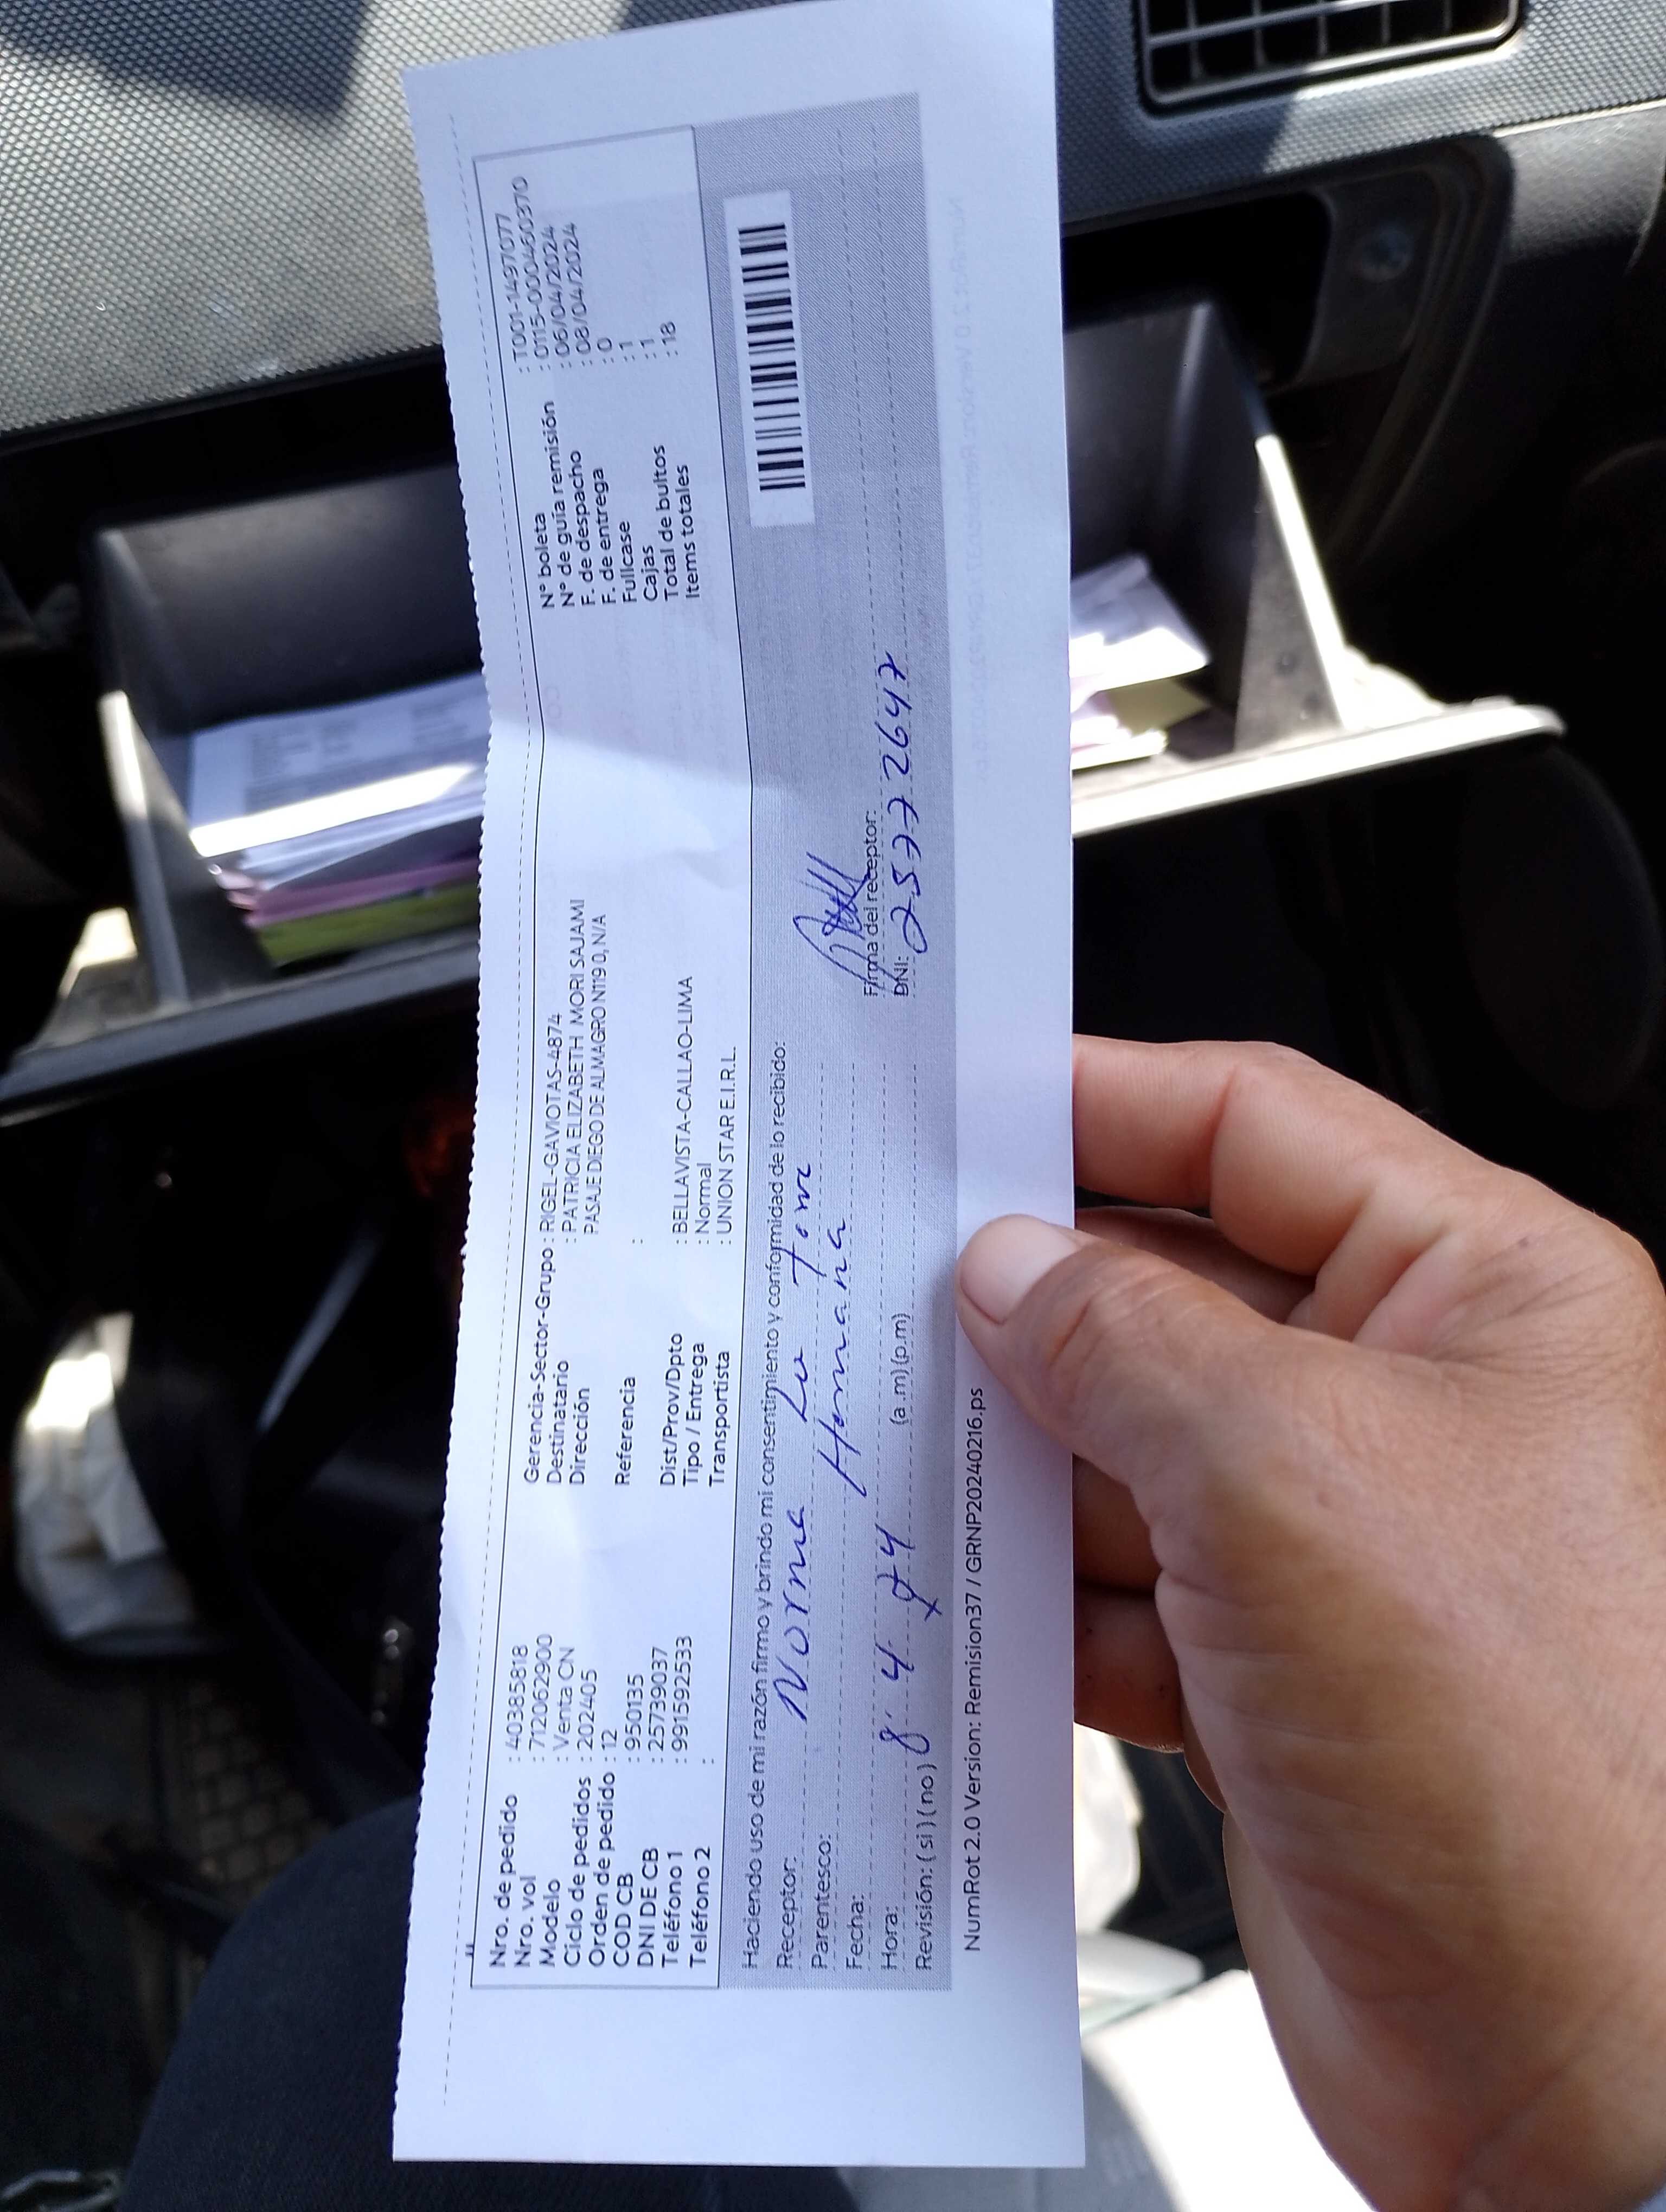 Nro. de pedido : 40385818
Nro. vol : 712062900
Modelo : Venta CN
Ciclo de pedidos : 202405
Orden de pedido : 12
COD CB : 950135
DNI DE CB : 25739037
Teléfono 1 : 991592533
Teléfono 2 :
Gerencia-Sector-Grupo : RIGEL-GAVIOTAS-4874
Destinatario : PATRICIA ELIZABETH MORI SAJAMI
Dirección PASAJE DIEGO DE ALMAGRO N119 0, N/A
Referencia :
Dist/Prov/Dpto : BELLAVISTA-CALLAO-LIMA
Tipo / Entrega : Normal
Transportista : UNION STAR E.I.R.L.
N° boleta : T001-1497077
N° de guía remisión : 0115-0000460370
F. de despacho : 06/04/2024
F. de entrega : 08/04/2024
Fullcase : 0
Cajas : 1
Total de bultos : 1
Items totales : 18
Haciendo uso de mi razón firmo y brindo mi consentimiento y conformidad de lo recibido:
Receptor: Norma
Parentesco: Hermana
Fecha: 8. 4.
Hora: (a.m)(p.m)
Revisión: (si)(no)
Firma del receptor:
DNI: 25772647
NumRot 2.0 Version: Remision37 / GRNP20240216.ps